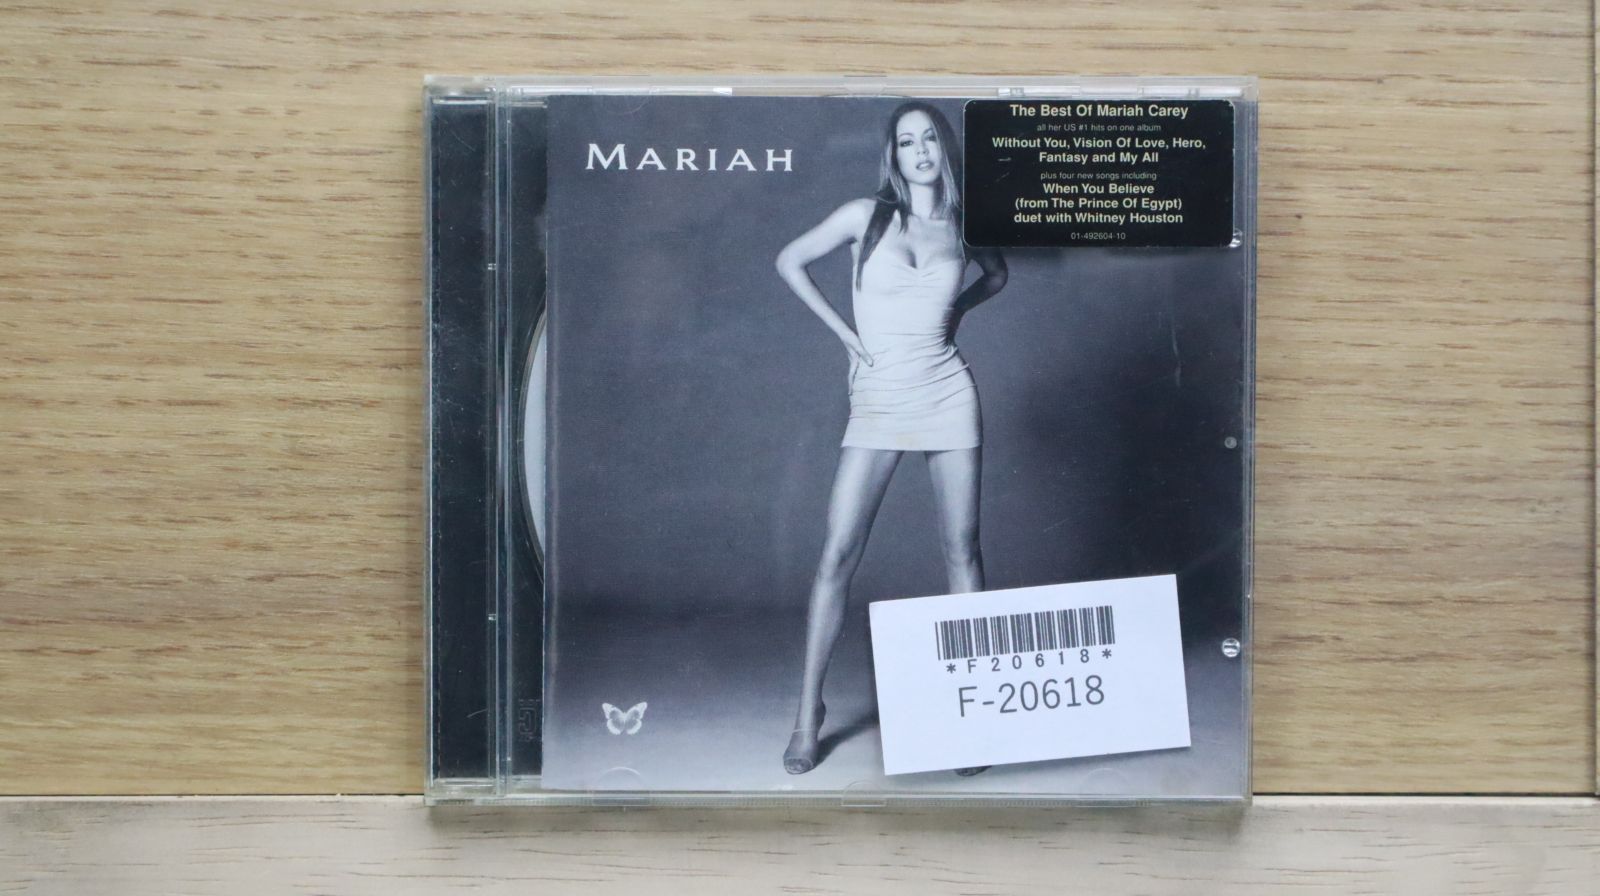 MARIAH
The Best Of Mariah Carey
all her US #1 hits on one album
Without You, Vision Of Love, Hero,
Fantasy and My All
plus four new songs including
When You Believe
(from The Prince Of Egypt)
duet with Whitney Houston
01-492604-10
*F20618*
F-20618